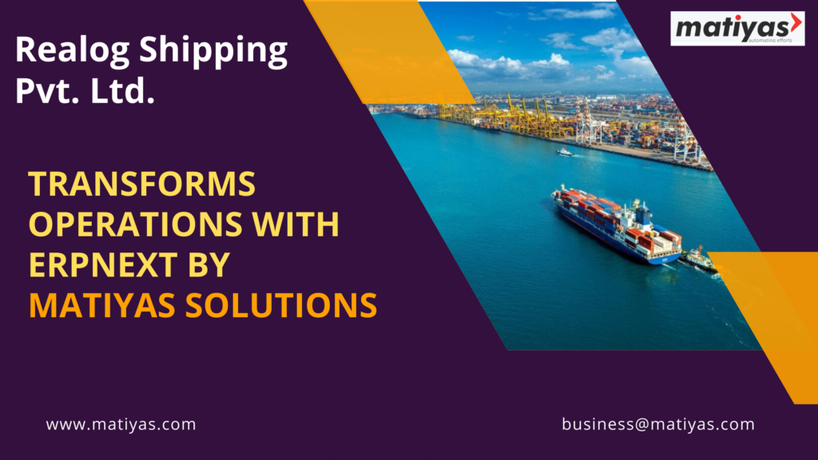 Realog Shipping
Pvt. Ltd.
matiyas
automating efforts
TRANSFORMS
OPERATIONS WITH
ERPNEXT BY
MATIYAS SOLUTIONS
www.matiyas.com
business@matiyas.com